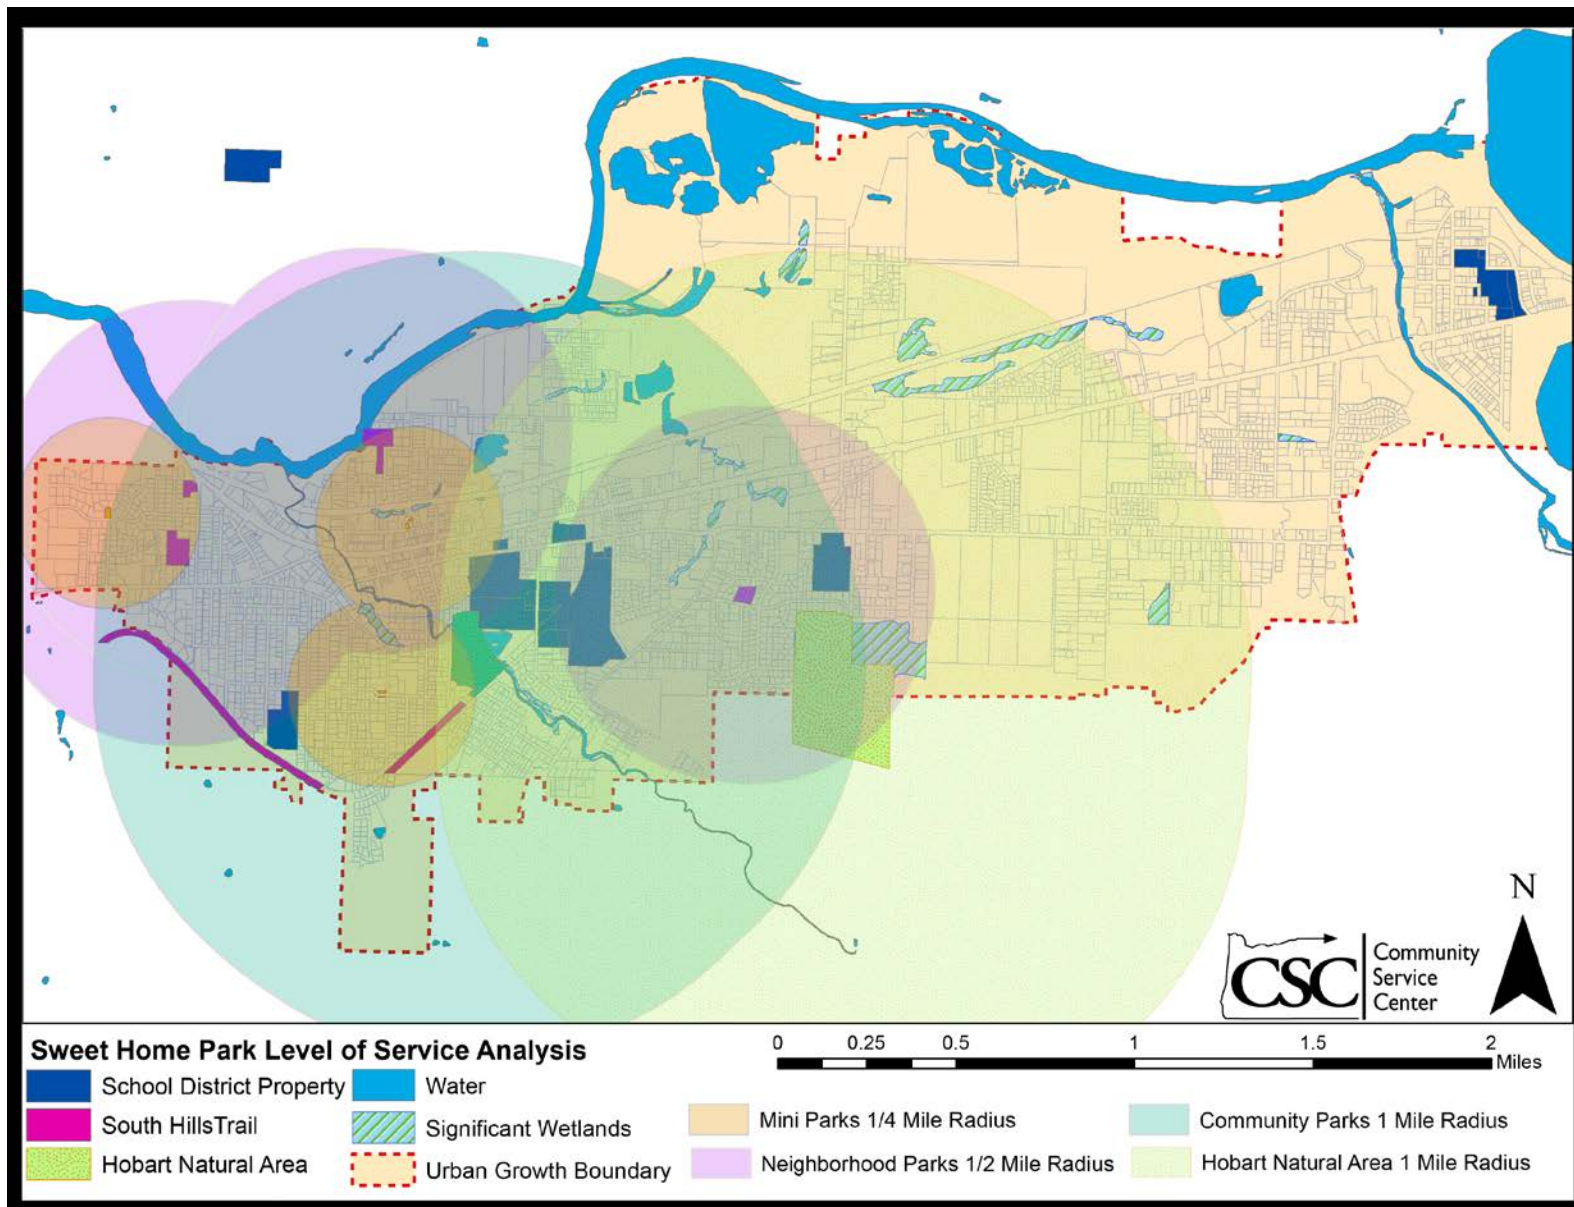 N
CSC
Community
Service
Center
Sweet Home Park Level of Service Analysis
0 0.25 0.5 1 1.5 2
Miles
School District Property
Water
South HillsTrail
Significant Wetlands
Mini Parks 1/4 Mile Radius
Community Parks 1 Mile Radius
Hobart Natural Area
Urban Growth Boundary
Neighborhood Parks 1/2 Mile Radius
Hobart Natural Area 1 Mile Radius